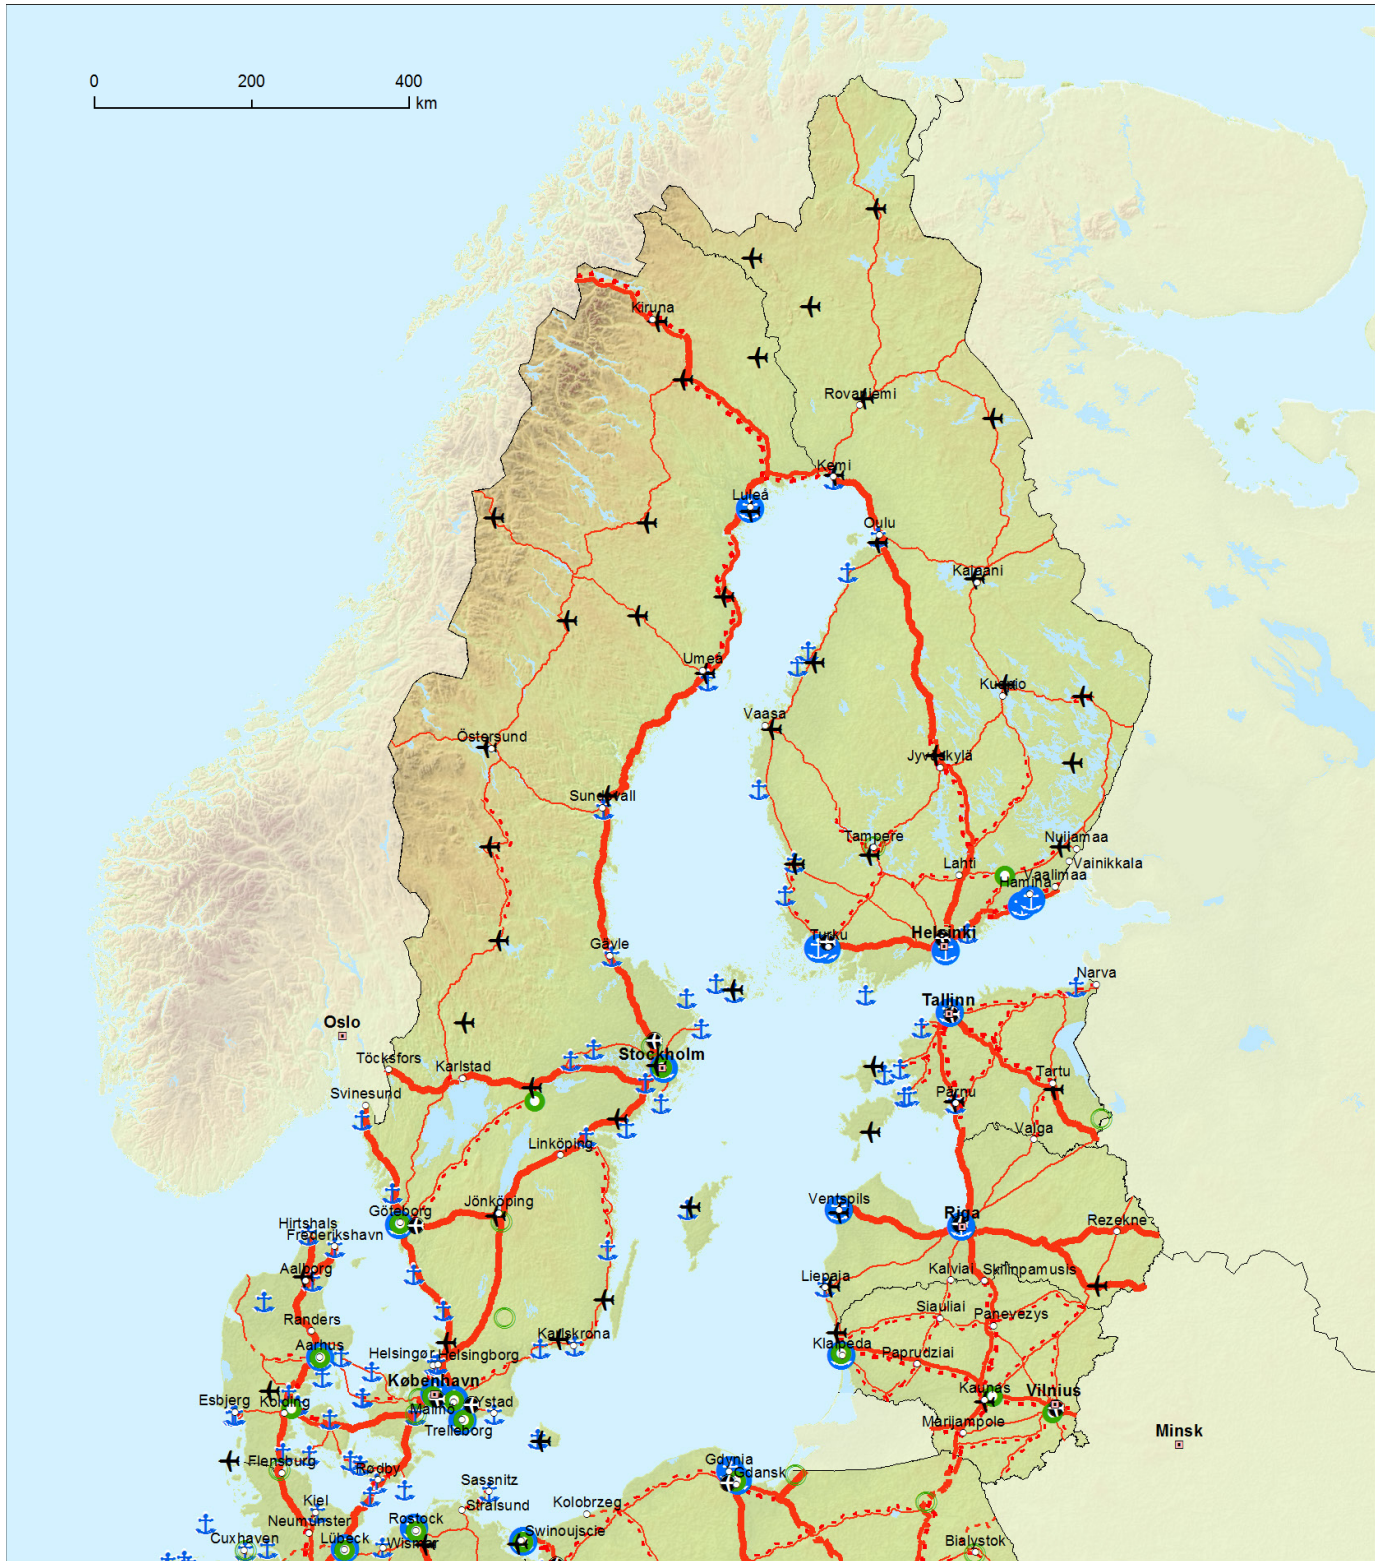 0 200 400
km
Kiruna
Rovaniemi
Kemi
Luleå
Oulu
Kajaani
Umeå
Kuopio
Vaasa
Östersund
Jyväskylä
Sundsvall
Tampere
Nuijamaa
Lahti
Vainikkala
Vaalimaa
Hamina
Turku
Helsinki
Gävle
Narva
Tallinn
Oslo
Stockholm
Töcksfors
Karlstad
Tartu
Svinesund
Pärnu
Valga
Linköping
Ventspils
Jönköping
Göteborg
Riga
Rezekne
Hirtshals
Frederikshavn
Aalborg
Liepaja
Kalviai
Skrinpamusis
Siauliai
Panevezys
Randers
Karlskrona
Aarhus
Helsingør
Helsingborg
Klaipeda
Paprudziai
København
Kaunas
Vilnius
Esbjerg
Kolding
Malmö
Ystad
Trelleborg
Marijampole
Minsk
Flensburg
Rødby
Gdynia
Gdansk
Sassnitz
Kiel
Stralsund
Kolobrzeg
Neumünster
Rostock
Cuxhaven
Lübeck
Wismar
Swinoujscie
Bialystok